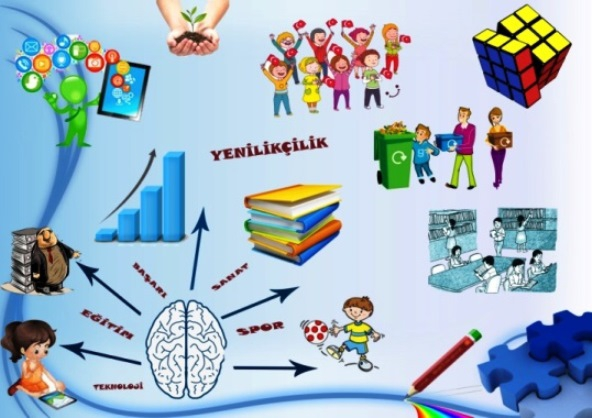 YENİLİKÇİLİK
BAŞARI
SANAT
EĞİTİM
SPOR
TEKNOLOJİ